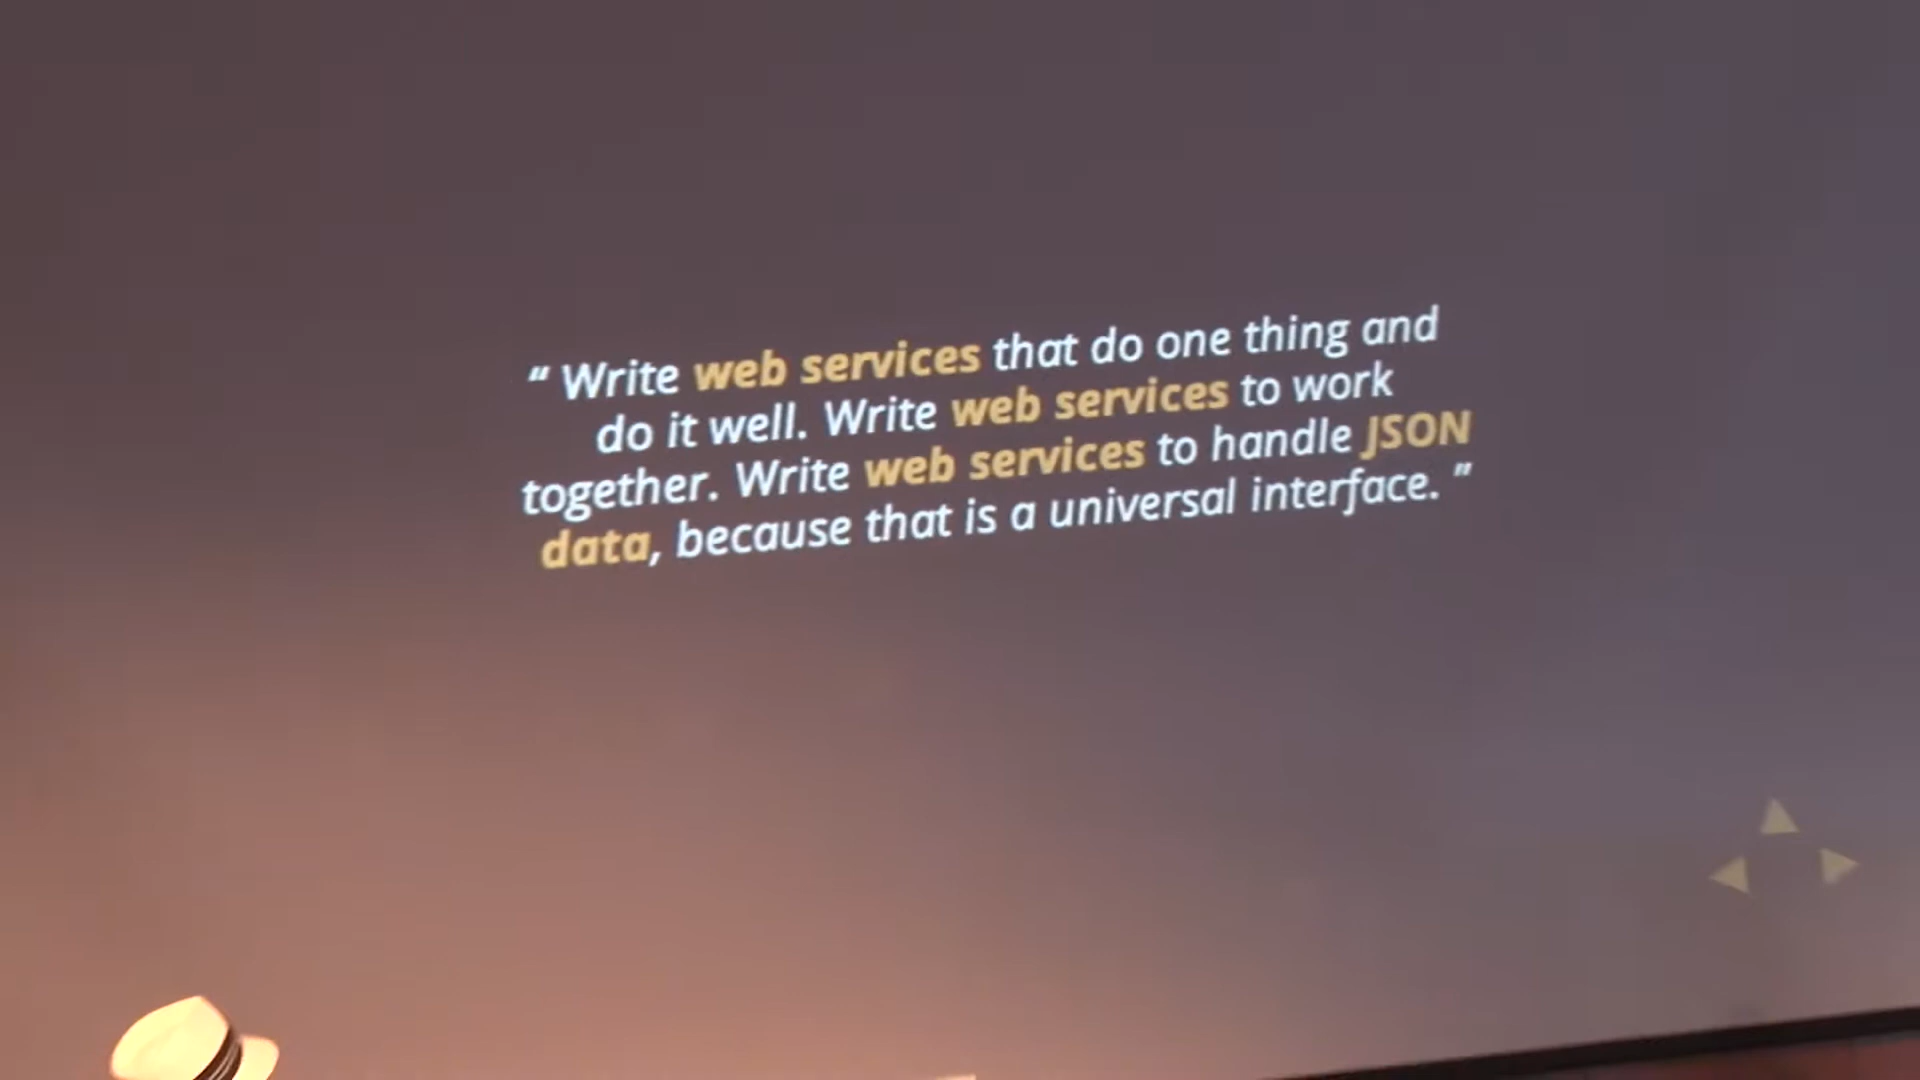 “ Write web services that do one thing and
do it well. Write web services to work
together. Write web services to handle JSON
data, because that is a universal interface. ”